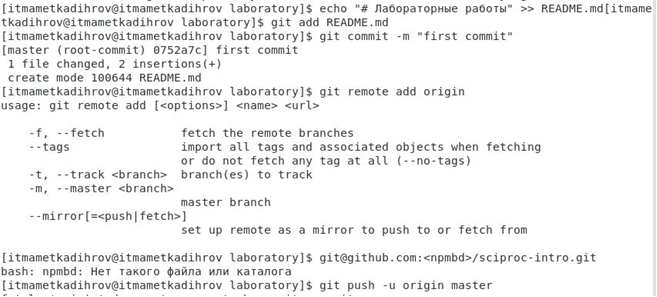 [itmametkadihrov@itmametkadihrov laboratory]$ echo "# Лабораторные работы" >> README.md[itmame
tkadihrov@itmametkadihrov laboratory]$ git add README.md
[itmametkadihrov@itmametkadihrov laboratory]$ git commit -m "first commit"
[master (root-commit) 0752a7c] first commit
 1 file changed, 2 insertions(+)
 create mode 100644 README.md
[itmametkadihrov@itmametkadihrov laboratory]$ git remote add origin
usage: git remote add [<options>] <name> <url>

    -f, --fetch           fetch the remote branches
    --tags                import all tags and associated objects when fetching
                          or do not fetch any tag at all (--no-tags)
    -t, --track <branch>  branch(es) to track
    -m, --master <branch>
                          master branch
    --mirror[=<push|fetch>]
                          set up remote as a mirror to push to or fetch from

[itmametkadihrov@itmametkadihrov laboratory]$ git@github.com:<npmbd>/sciproc-intro.git
bash: npmbd: Нет такого файла или каталога
[itmametkadihrov@itmametkadihrov laboratory]$ git push -u origin master